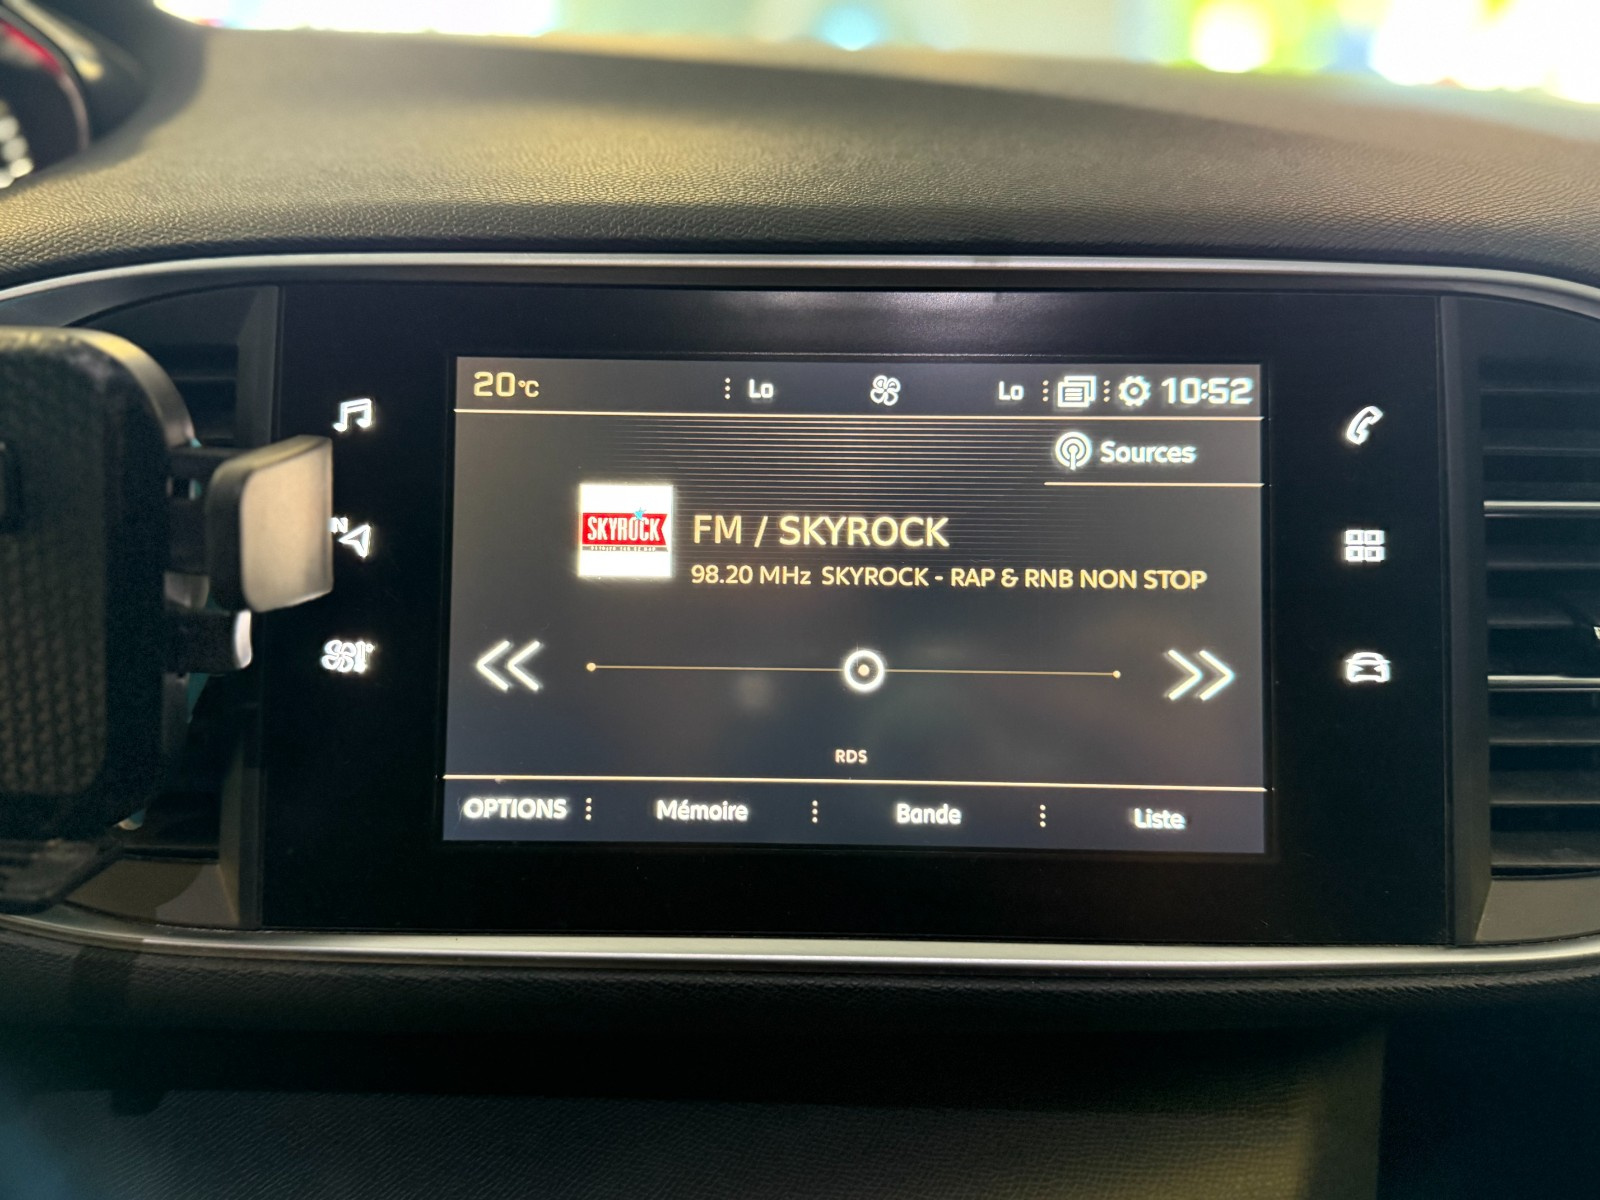 20°C
Lo
Lo
10:52
Sources
SKYROCK
FM / SKYROCK
98.20 MHz SKYROCK - RAP & RNB NON STOP
N
RDS
OPTIONS
Mémoire
Bande
Liste